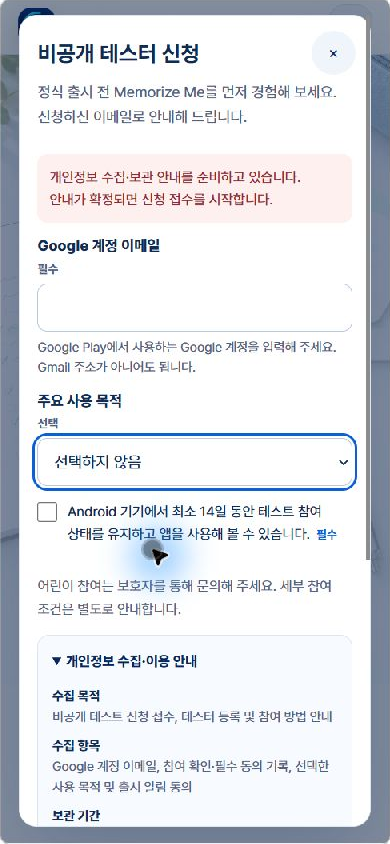 비공개 테스터 신청
×
정식 출시 전 Memorize Me를 먼저 경험해 보세요.
신청하신 이메일로 안내해 드립니다.
개인정보 수집·보관 안내를 준비하고 있습니다.
안내가 확정되면 신청 접수를 시작합니다.
Google 계정 이메일
필수
Google Play에서 사용하는 Google 계정을 입력해 주세요.
Gmail 주소가 아니어도 됩니다.
주요 사용 목적
선택
선택하지 않음
Android 기기에서 최소 14일 동안 테스트 참여
상태를 유지하고 앱을 사용해 볼 수 있습니다. 필수
어린이 참여는 보호자를 통해 문의해 주세요. 세부 참여
조건은 별도로 안내합니다.
▼ 개인정보 수집·이용 안내
수집 목적
비공개 테스트 신청 접수, 테스터 등록 및 참여 방법 안내
수집 항목
Google 계정 이메일, 참여 확인·필수 동의 기록, 선택한
사용 목적 및 출시 알림 동의
보관 기간